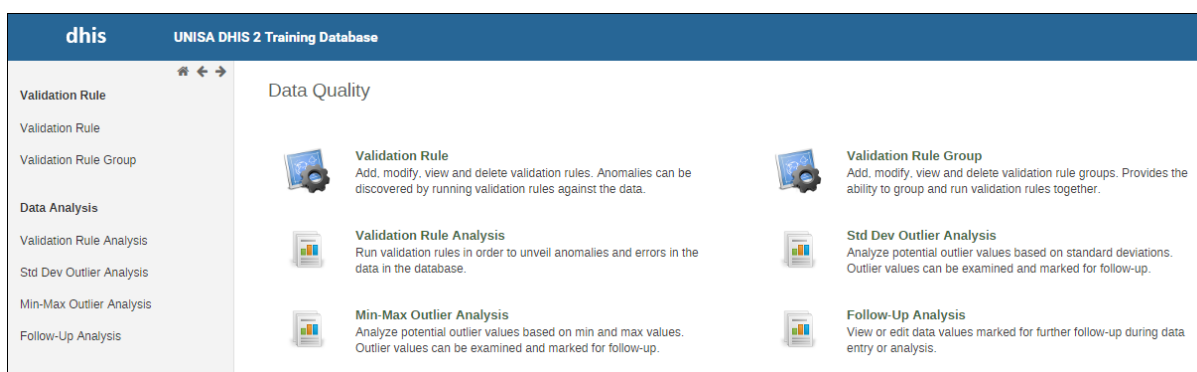 dhis UNISA DHIS 2 Training Database
Validation Rule
Validation Rule
Validation Rule Group
Data Analysis
Validation Rule Analysis
Std Dev Outlier Analysis
Min-Max Outlier Analysis
Follow-Up Analysis
Data Quality
Validation Rule
Add, modify, view and delete validation rules. Anomalies can be
discovered by running validation rules against the data.
Validation Rule Group
Add, modify, view and delete validation rule groups. Provides the
ability to group and run validation rules together.
Validation Rule Analysis
Run validation rules in order to unveil anomalies and errors in the
data in the database.
Std Dev Outlier Analysis
Analyze potential outlier values based on standard deviations.
Outlier values can be examined and marked for follow-up.
Min-Max Outlier Analysis
Analyze potential outlier values based on min and max values.
Outlier values can be examined and marked for follow-up.
Follow-Up Analysis
View or edit data values marked for further follow-up during data
entry or analysis.